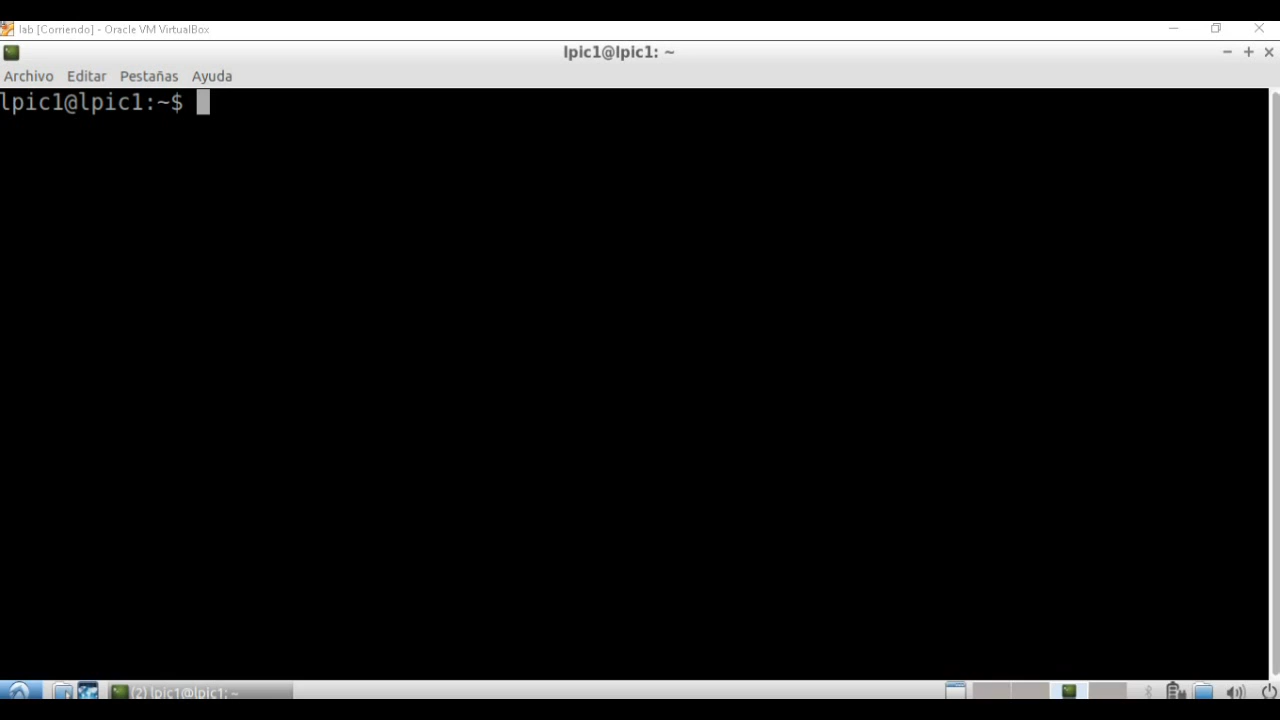 lab [Corriendo] - Oracle VM VirtualBox
lpic1@lpic1: ~
Archivo Editar Pestañas Ayuda
lpic1@lpic1:~$
(2) lpic1@lpic1: ~